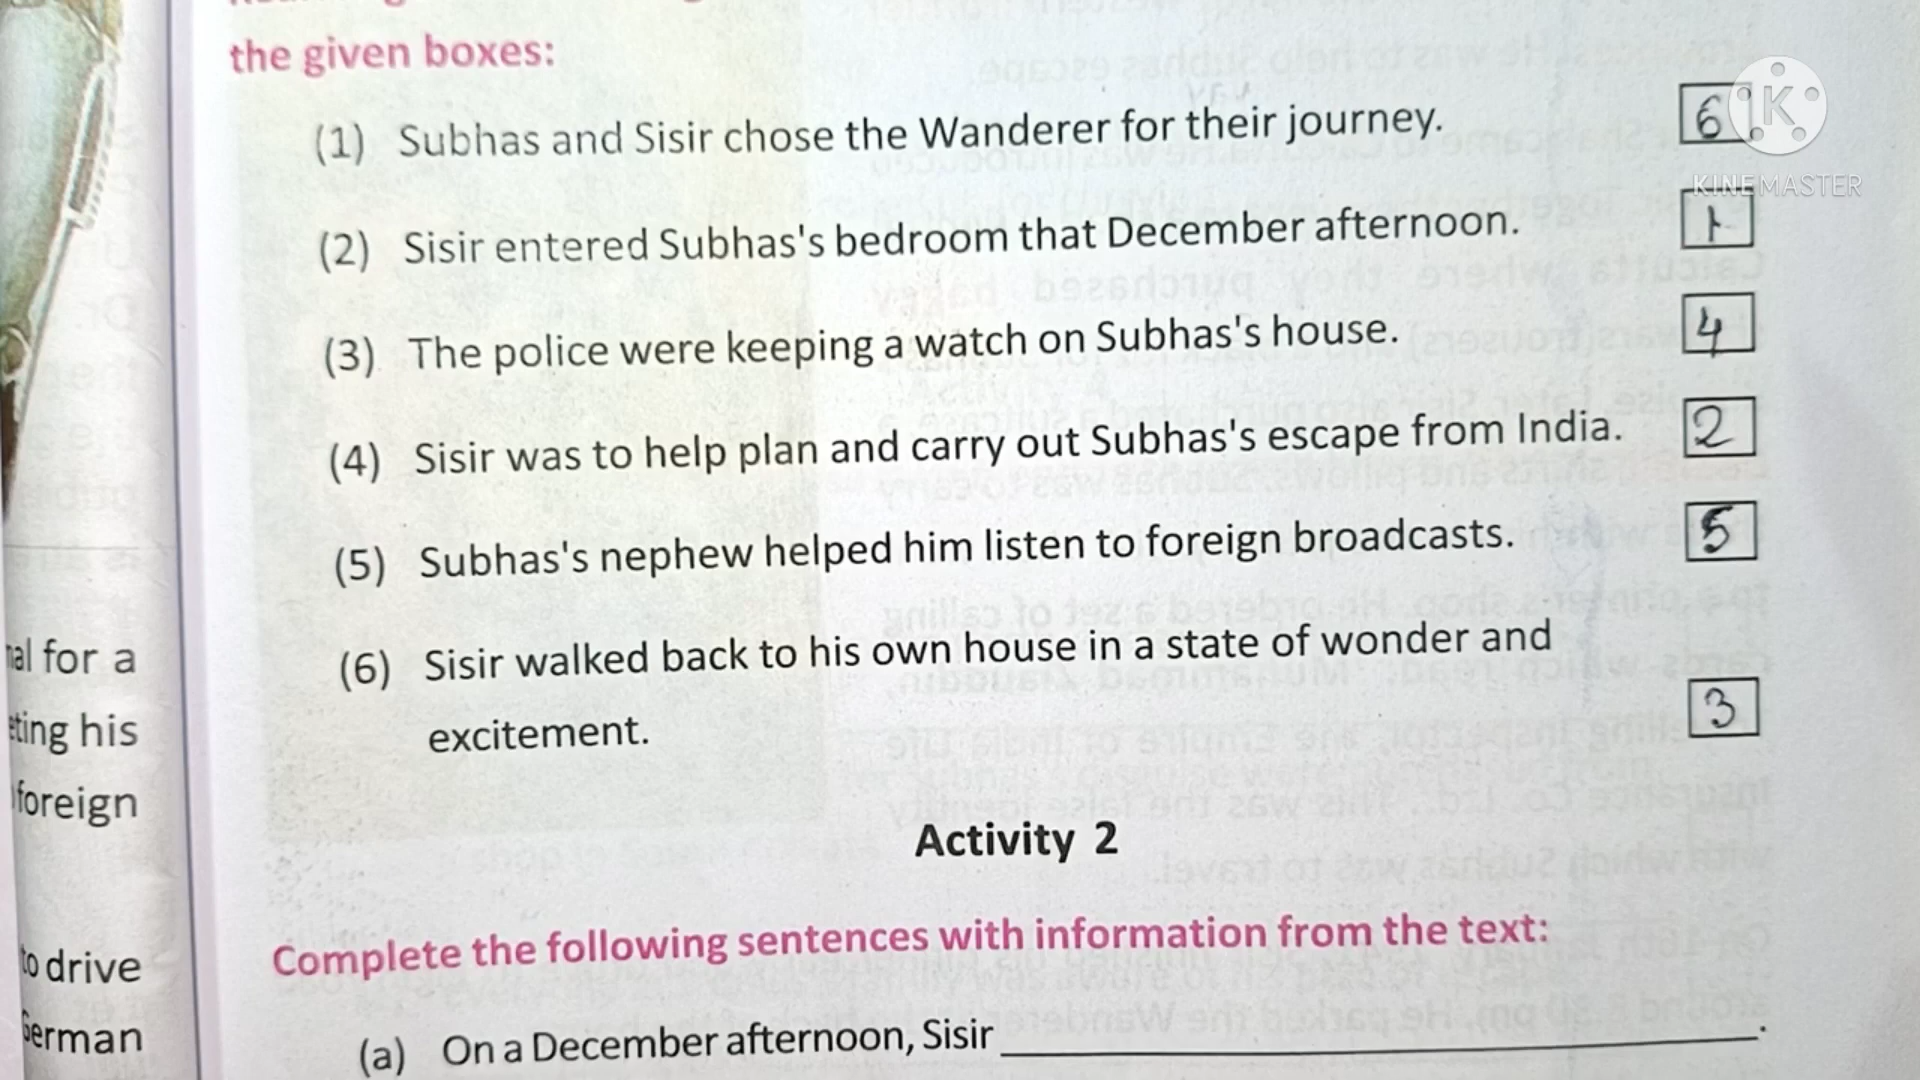 the given boxes:
(1) Subhas and Sisir chose the Wanderer for their journey. 6
K
KINEMASTER
(2) Sisir entered Subhas's bedroom that December afternoon. 1
(3) The police were keeping a watch on Subhas's house. 4
(4) Sisir was to help plan and carry out Subhas's escape from India. 2
(5) Subhas's nephew helped him listen to foreign broadcasts. 5
(6) Sisir walked back to his own house in a state of wonder and
excitement. 3
for a
his
foreign
Activity 2
Complete the following sentences with information from the text:
to drive
German
(a) On a December afternoon, Sisir .